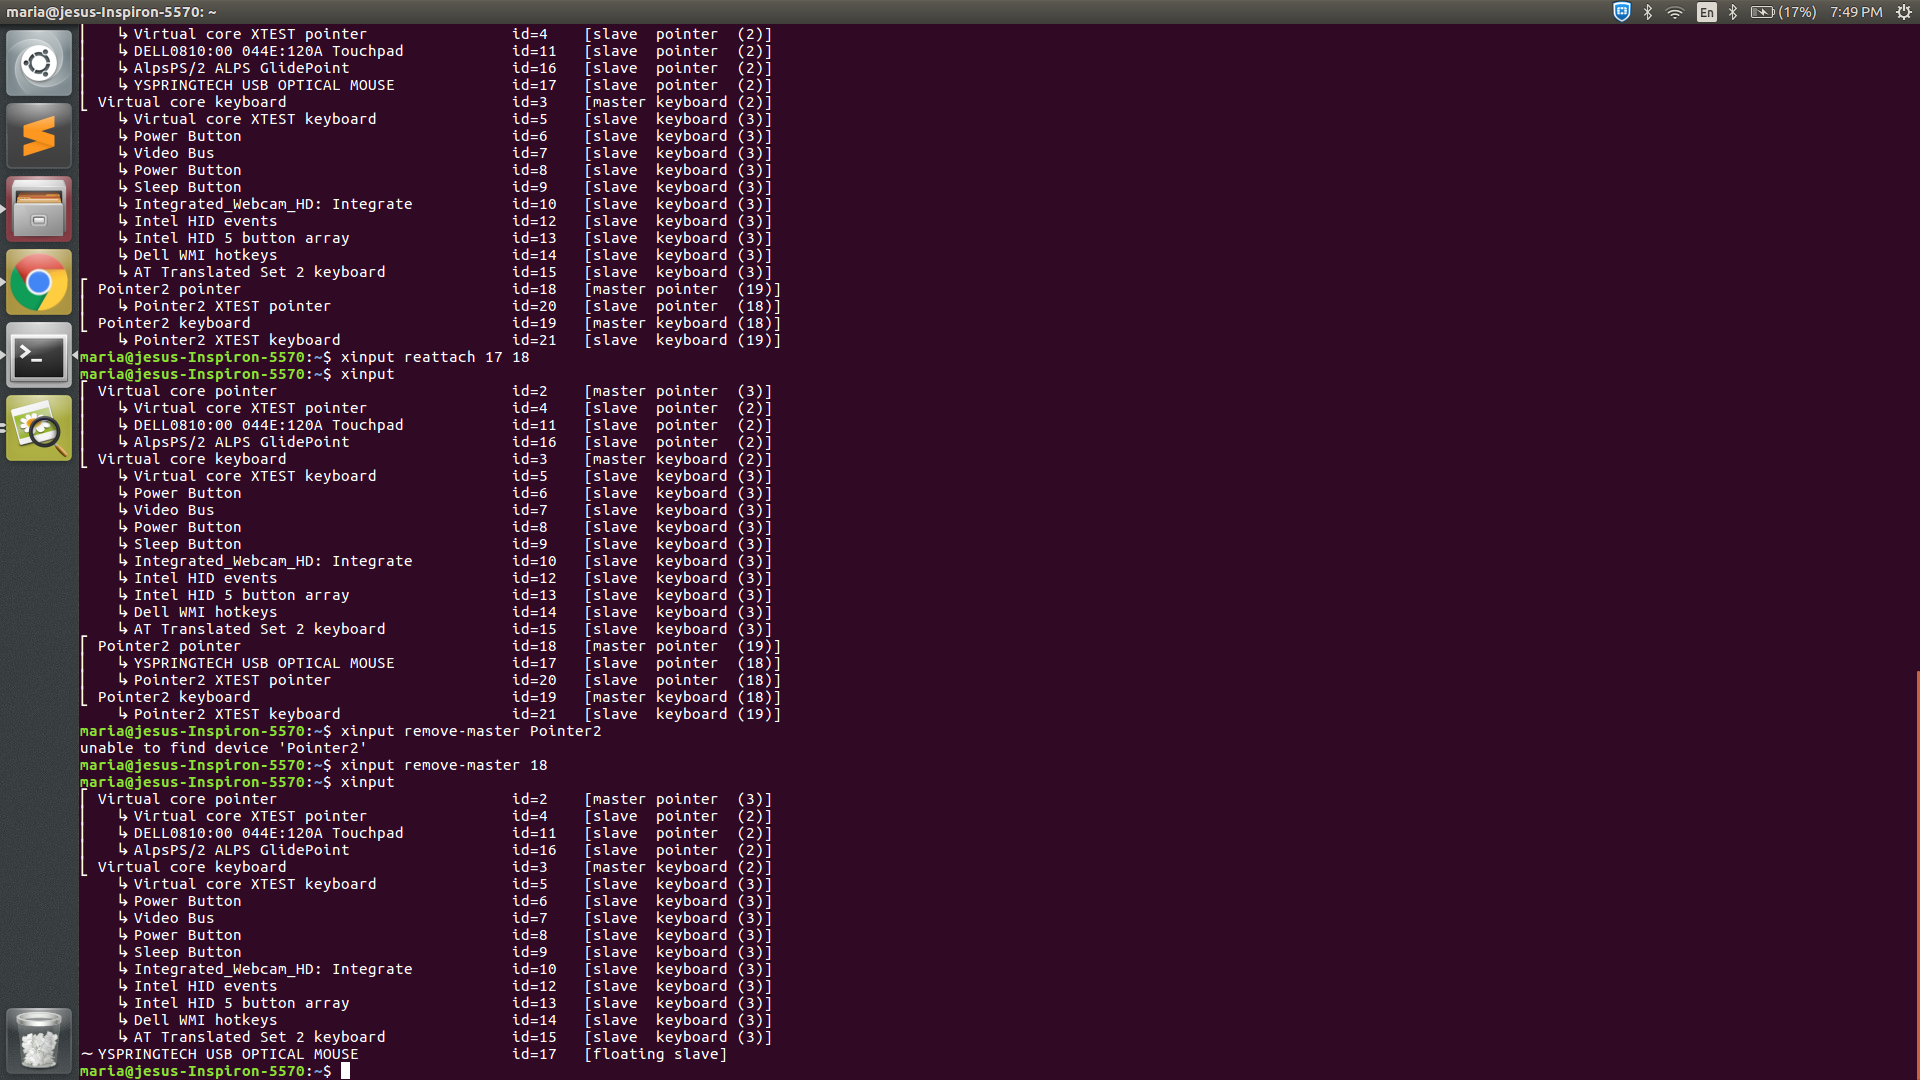 maria@jesus-Inspiron-5570: ~
En
(17%)
7:49 PM
↳ Virtual core XTEST pointer id=4 [slave pointer (2)]
↳ DELL0810:00 044E:120A Touchpad id=11 [slave pointer (2)]
↳ AlpsPS/2 ALPS GlidePoint id=16 [slave pointer (2)]
↳ YSPRINGTECH USB OPTICAL MOUSE id=17 [slave pointer (2)]
Virtual core keyboard id=3 [master keyboard (2)]
↳ Virtual core XTEST keyboard id=5 [slave keyboard (3)]
↳ Power Button id=6 [slave keyboard (3)]
↳ Video Bus id=7 [slave keyboard (3)]
↳ Power Button id=8 [slave keyboard (3)]
↳ Sleep Button id=9 [slave keyboard (3)]
↳ Integrated_Webcam_HD: Integrate id=10 [slave keyboard (3)]
↳ Intel HID events id=12 [slave keyboard (3)]
↳ Intel HID 5 button array id=13 [slave keyboard (3)]
↳ Dell WMI hotkeys id=14 [slave keyboard (3)]
↳ AT Translated Set 2 keyboard id=15 [slave keyboard (3)]
Pointer2 pointer id=18 [master pointer (19)]
↳ Pointer2 XTEST pointer id=20 [slave pointer (18)]
Pointer2 keyboard id=19 [master keyboard (18)]
↳ Pointer2 XTEST keyboard id=21 [slave keyboard (19)]
maria@jesus-Inspiron-5570:~$ xinput reattach 17 18
maria@jesus-Inspiron-5570:~$ xinput
Virtual core pointer id=2 [master pointer (3)]
↳ Virtual core XTEST pointer id=4 [slave pointer (2)]
↳ DELL0810:00 044E:120A Touchpad id=11 [slave pointer (2)]
↳ AlpsPS/2 ALPS GlidePoint id=16 [slave pointer (2)]
Virtual core keyboard id=3 [master keyboard (2)]
↳ Virtual core XTEST keyboard id=5 [slave keyboard (3)]
↳ Power Button id=6 [slave keyboard (3)]
↳ Video Bus id=7 [slave keyboard (3)]
↳ Power Button id=8 [slave keyboard (3)]
↳ Sleep Button id=9 [slave keyboard (3)]
↳ Integrated_Webcam_HD: Integrate id=10 [slave keyboard (3)]
↳ Intel HID events id=12 [slave keyboard (3)]
↳ Intel HID 5 button array id=13 [slave keyboard (3)]
↳ Dell WMI hotkeys id=14 [slave keyboard (3)]
↳ AT Translated Set 2 keyboard id=15 [slave keyboard (3)]
Pointer2 pointer id=18 [master pointer (19)]
↳ YSPRINGTECH USB OPTICAL MOUSE id=17 [slave pointer (18)]
↳ Pointer2 XTEST pointer id=20 [slave pointer (18)]
Pointer2 keyboard id=19 [master keyboard (18)]
↳ Pointer2 XTEST keyboard id=21 [slave keyboard (19)]
maria@jesus-Inspiron-5570:~$ xinput remove-master Pointer2
unable to find device 'Pointer2'
maria@jesus-Inspiron-5570:~$ xinput remove-master 18
maria@jesus-Inspiron-5570:~$ xinput
Virtual core pointer id=2 [master pointer (3)]
↳ Virtual core XTEST pointer id=4 [slave pointer (2)]
↳ DELL0810:00 044E:120A Touchpad id=11 [slave pointer (2)]
↳ AlpsPS/2 ALPS GlidePoint id=16 [slave pointer (2)]
Virtual core keyboard id=3 [master keyboard (2)]
↳ Virtual core XTEST keyboard id=5 [slave keyboard (3)]
↳ Power Button id=6 [slave keyboard (3)]
↳ Video Bus id=7 [slave keyboard (3)]
↳ Power Button id=8 [slave keyboard (3)]
↳ Sleep Button id=9 [slave keyboard (3)]
↳ Integrated_Webcam_HD: Integrate id=10 [slave keyboard (3)]
↳ Intel HID events id=12 [slave keyboard (3)]
↳ Intel HID 5 button array id=13 [slave keyboard (3)]
↳ Dell WMI hotkeys id=14 [slave keyboard (3)]
↳ AT Translated Set 2 keyboard id=15 [slave keyboard (3)]
~ YSPRINGTECH USB OPTICAL MOUSE id=17 [floating slave]
maria@jesus-Inspiron-5570:~$